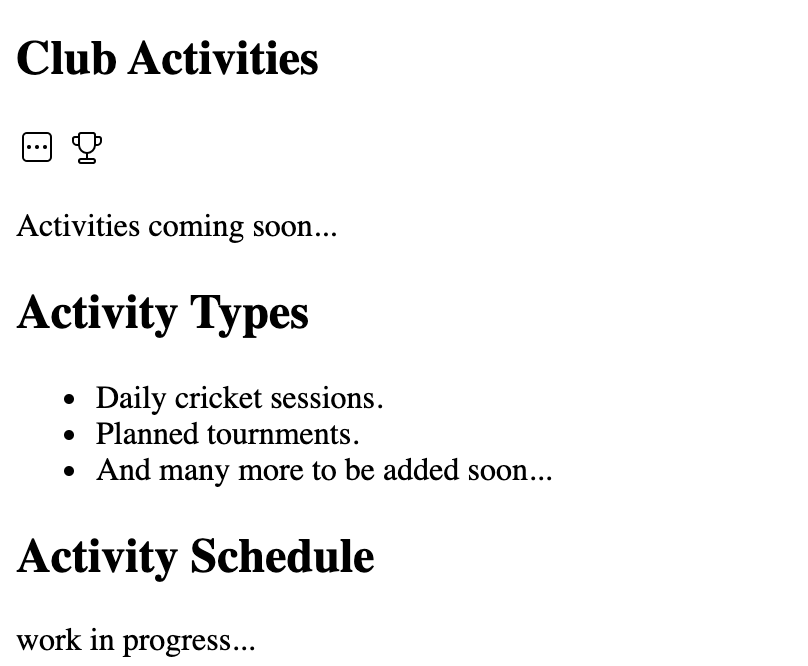 Club Activities
Activities coming soon...
Activity Types
Daily cricket sessions.
Planned tournments.
And many more to be added soon...
Activity Schedule
work in progress...